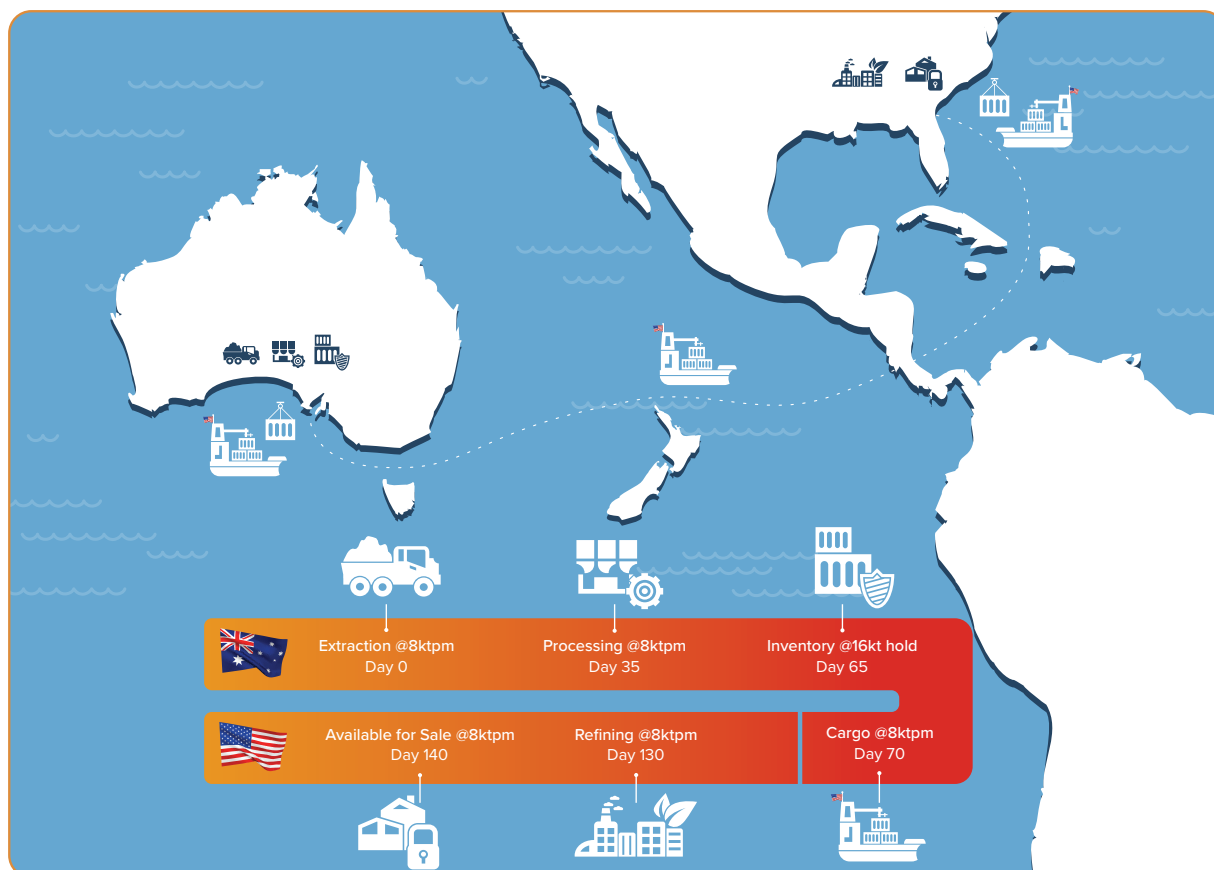 Extraction @8ktpm
Day 0
Processing @8ktpm
Day 35
Inventory @16kt hold
Day 65
Available for Sale @8ktpm
Day 140
Refining @8ktpm
Day 130
Cargo @8ktpm
Day 70